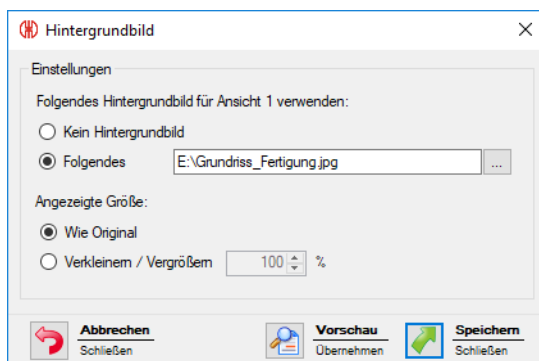 Hintergrundbild
Einstellungen
Folgendes Hintergrundbild für Ansicht 1 verwenden:
Kein Hintergrundbild
Folgendes E:\Grundriss_Fertigung.jpg ...
Angezeigte Größe:
Wie Original
Verkleinern / Vergrößern 100 %
Abbrechen Vorschau Speichern
Schließen Übernehmen Schließen